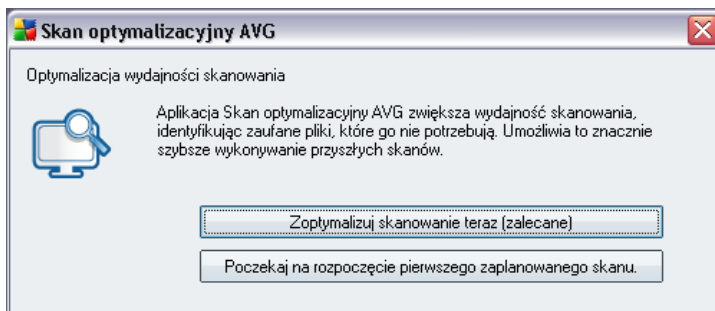 Skan optymalizacyjny AVG
Optymalizacja wydajności skanowania
Aplikacja Skan optymalizacyjny AVG zwiększa wydajność skanowania,
identyfikując zaufane pliki, które go nie potrzebują. Umożliwia to znacznie
szybsze wykonywanie przyszłych skanów.
Zoptymalizuj skanowanie teraz (zalecane)
Poczekaj na rozpoczęcie pierwszego zaplanowanego skanu.